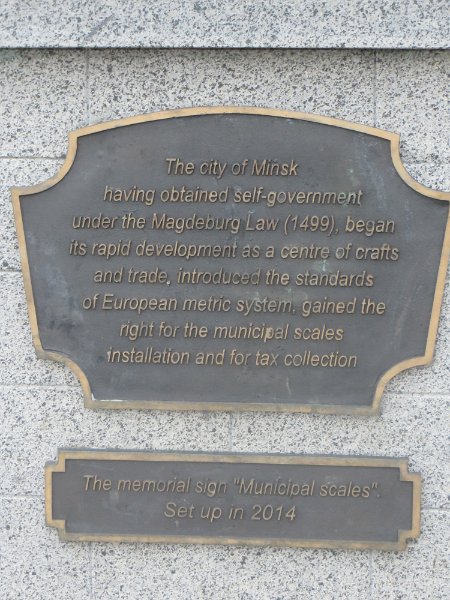 The city of Minsk
having obtained self-government
under the Magdeburg Law (1499), began
its rapid development as a centre of crafts
and trade, introduced the standards
of European metric system, gained the
right for the municipal scales
installation and for tax collection
The memorial sign "Municipal scales".
Set up in 2014